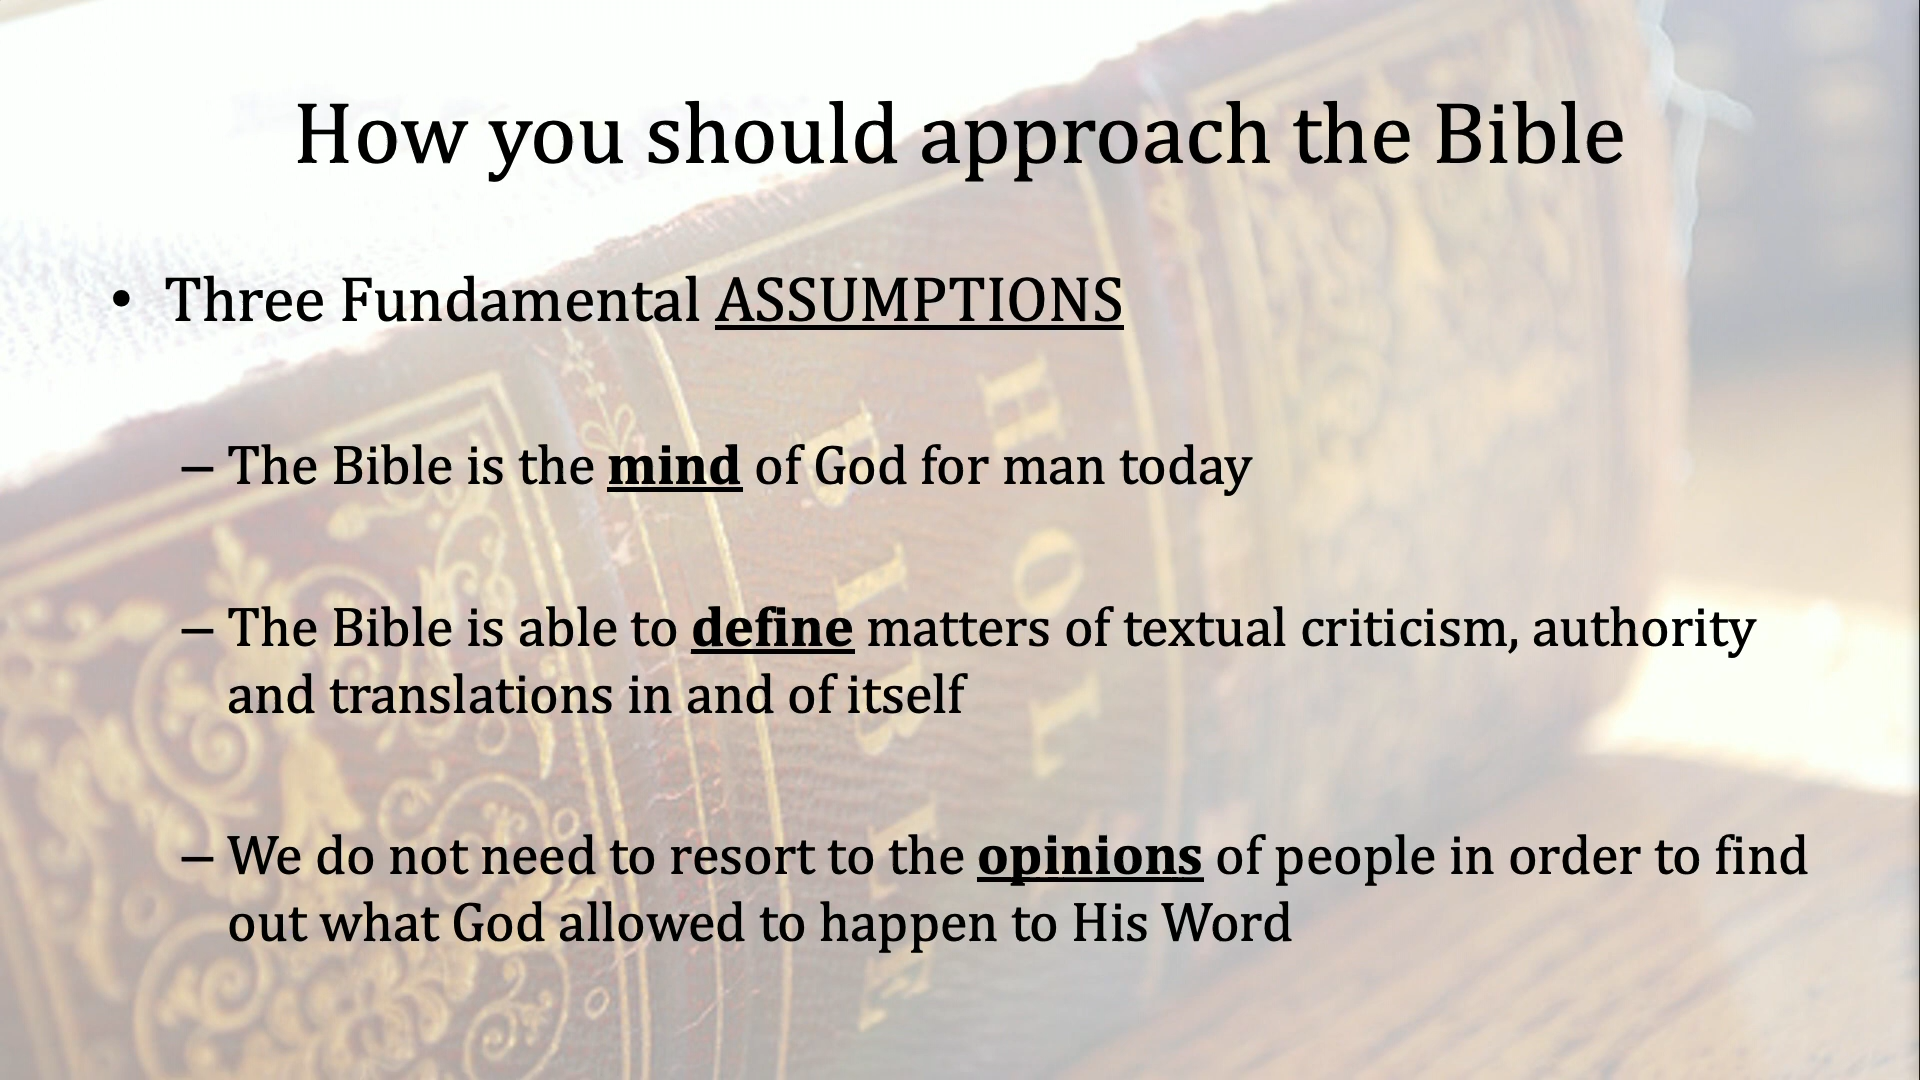 How you should approach the Bible
• Three Fundamental ASSUMPTIONS
– The Bible is the mind of God for man today
– The Bible is able to define matters of textual criticism, authority
and translations in and of itself
– We do not need to resort to the opinions of people in order to find
out what God allowed to happen to His Word
HOLY
BIBLE